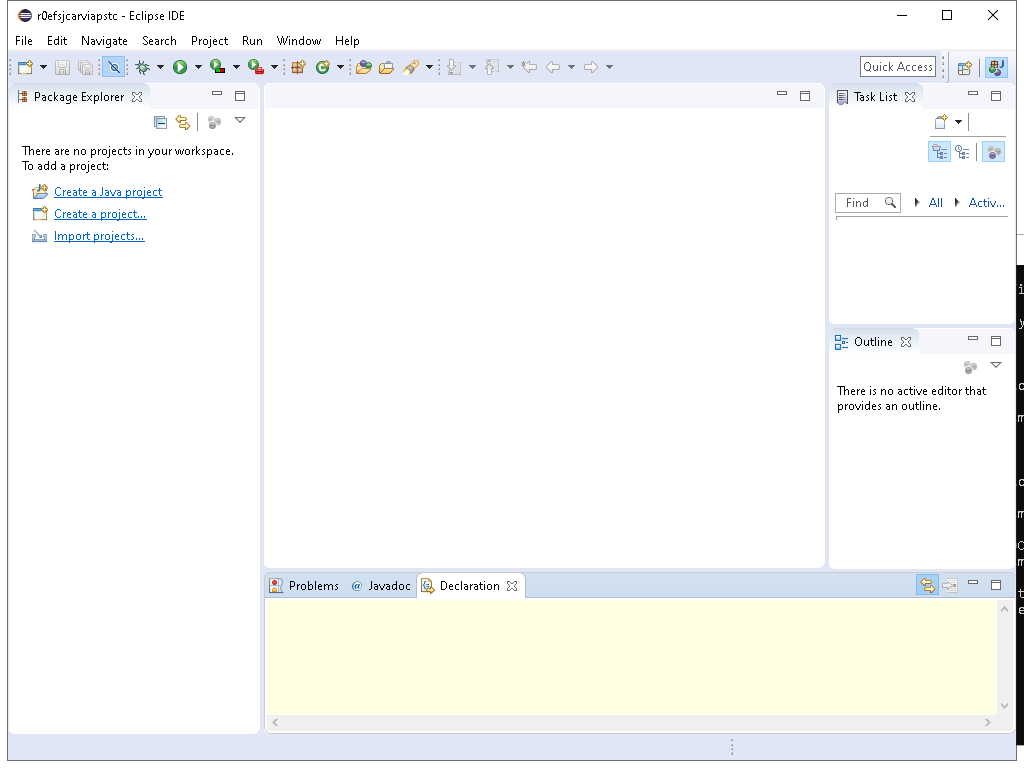 r0efsjcarviapstc - Eclipse IDE
File Edit Navigate Search Project Run Window Help
Quick Access
Package Explorer
Task List
There are no projects in your workspace.
To add a project:
Create a Java project
Create a project...
Import projects...
Find All Activ...
Outline
There is no active editor that
provides an outline.
Problems @ Javadoc Declaration